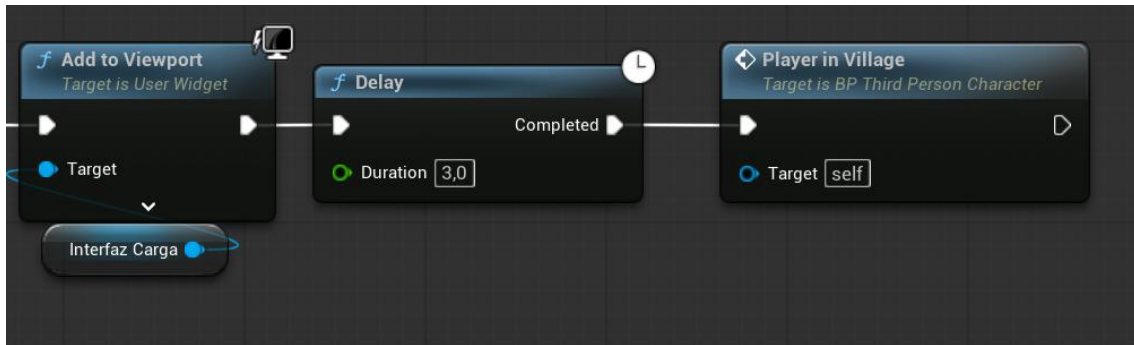 f Add to Viewport
Target is User Widget
Target
Interfaz Carga
f Delay
Completed
Duration 3,0
Player in Village
Target is BP Third Person Character
Target self